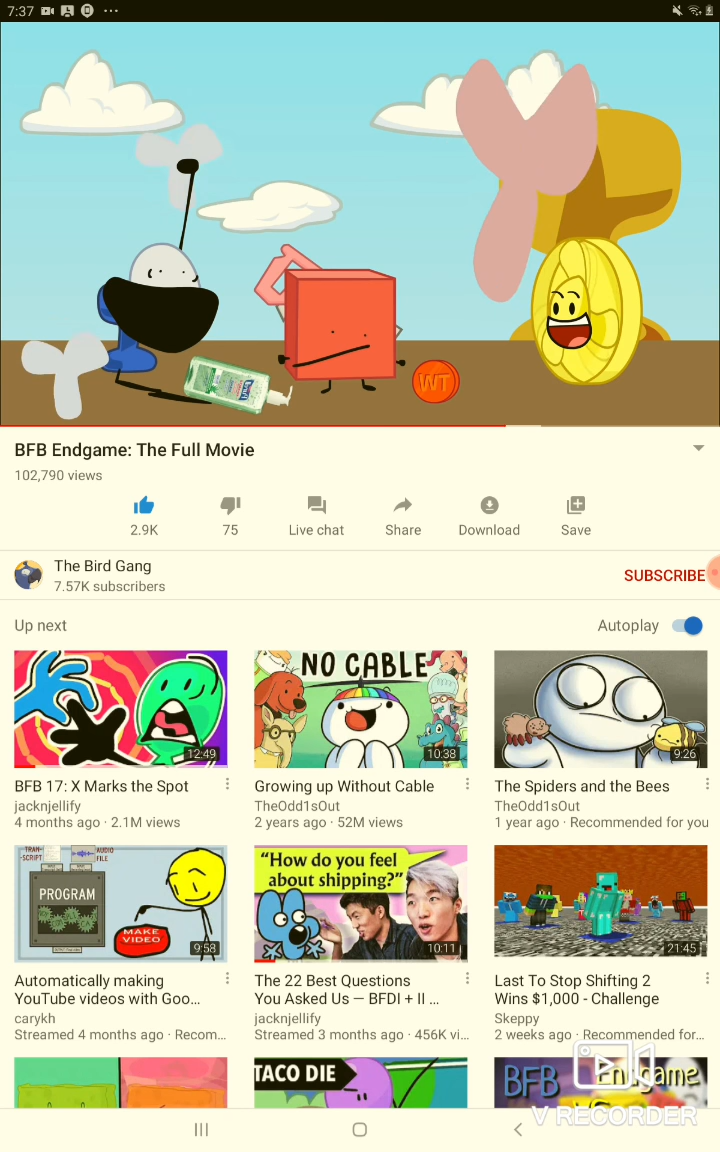 7:37
WT
BFB Endgame: The Full Movie
102,790 views
2.9K
75
Live chat
Share
Download
Save
The Bird Gang
7.57K subscribers
SUBSCRIBE
Up next
Autoplay
12:49
NO CABLE
10:38
9:26
BFB 17: X Marks the Spot
jacknjellify
4 months ago · 2.1M views
Growing up Without Cable
TheOdd1sOut
2 years ago · 52M views
The Spiders and the Bees
TheOdd1sOut
1 year ago · Recommended for you
TRAN-
-SCRIPT
AUDIO
FILE
PROGRAM
MAKE
VIDEO
9:58
“How do you feel
about shipping?”
10:11
21:45
Automatically making
YouTube videos with Goo...
carykh
Streamed 4 months ago · Recom...
The 22 Best Questions
You Asked Us — BFDI + II ...
jacknjellify
Streamed 3 months ago · 456K vi...
Last To Stop Shifting 2
Wins $1,000 - Challenge
Skeppy
2 weeks ago · Recommended for...
TACO DIE
BFB Endgame
V RECORDER